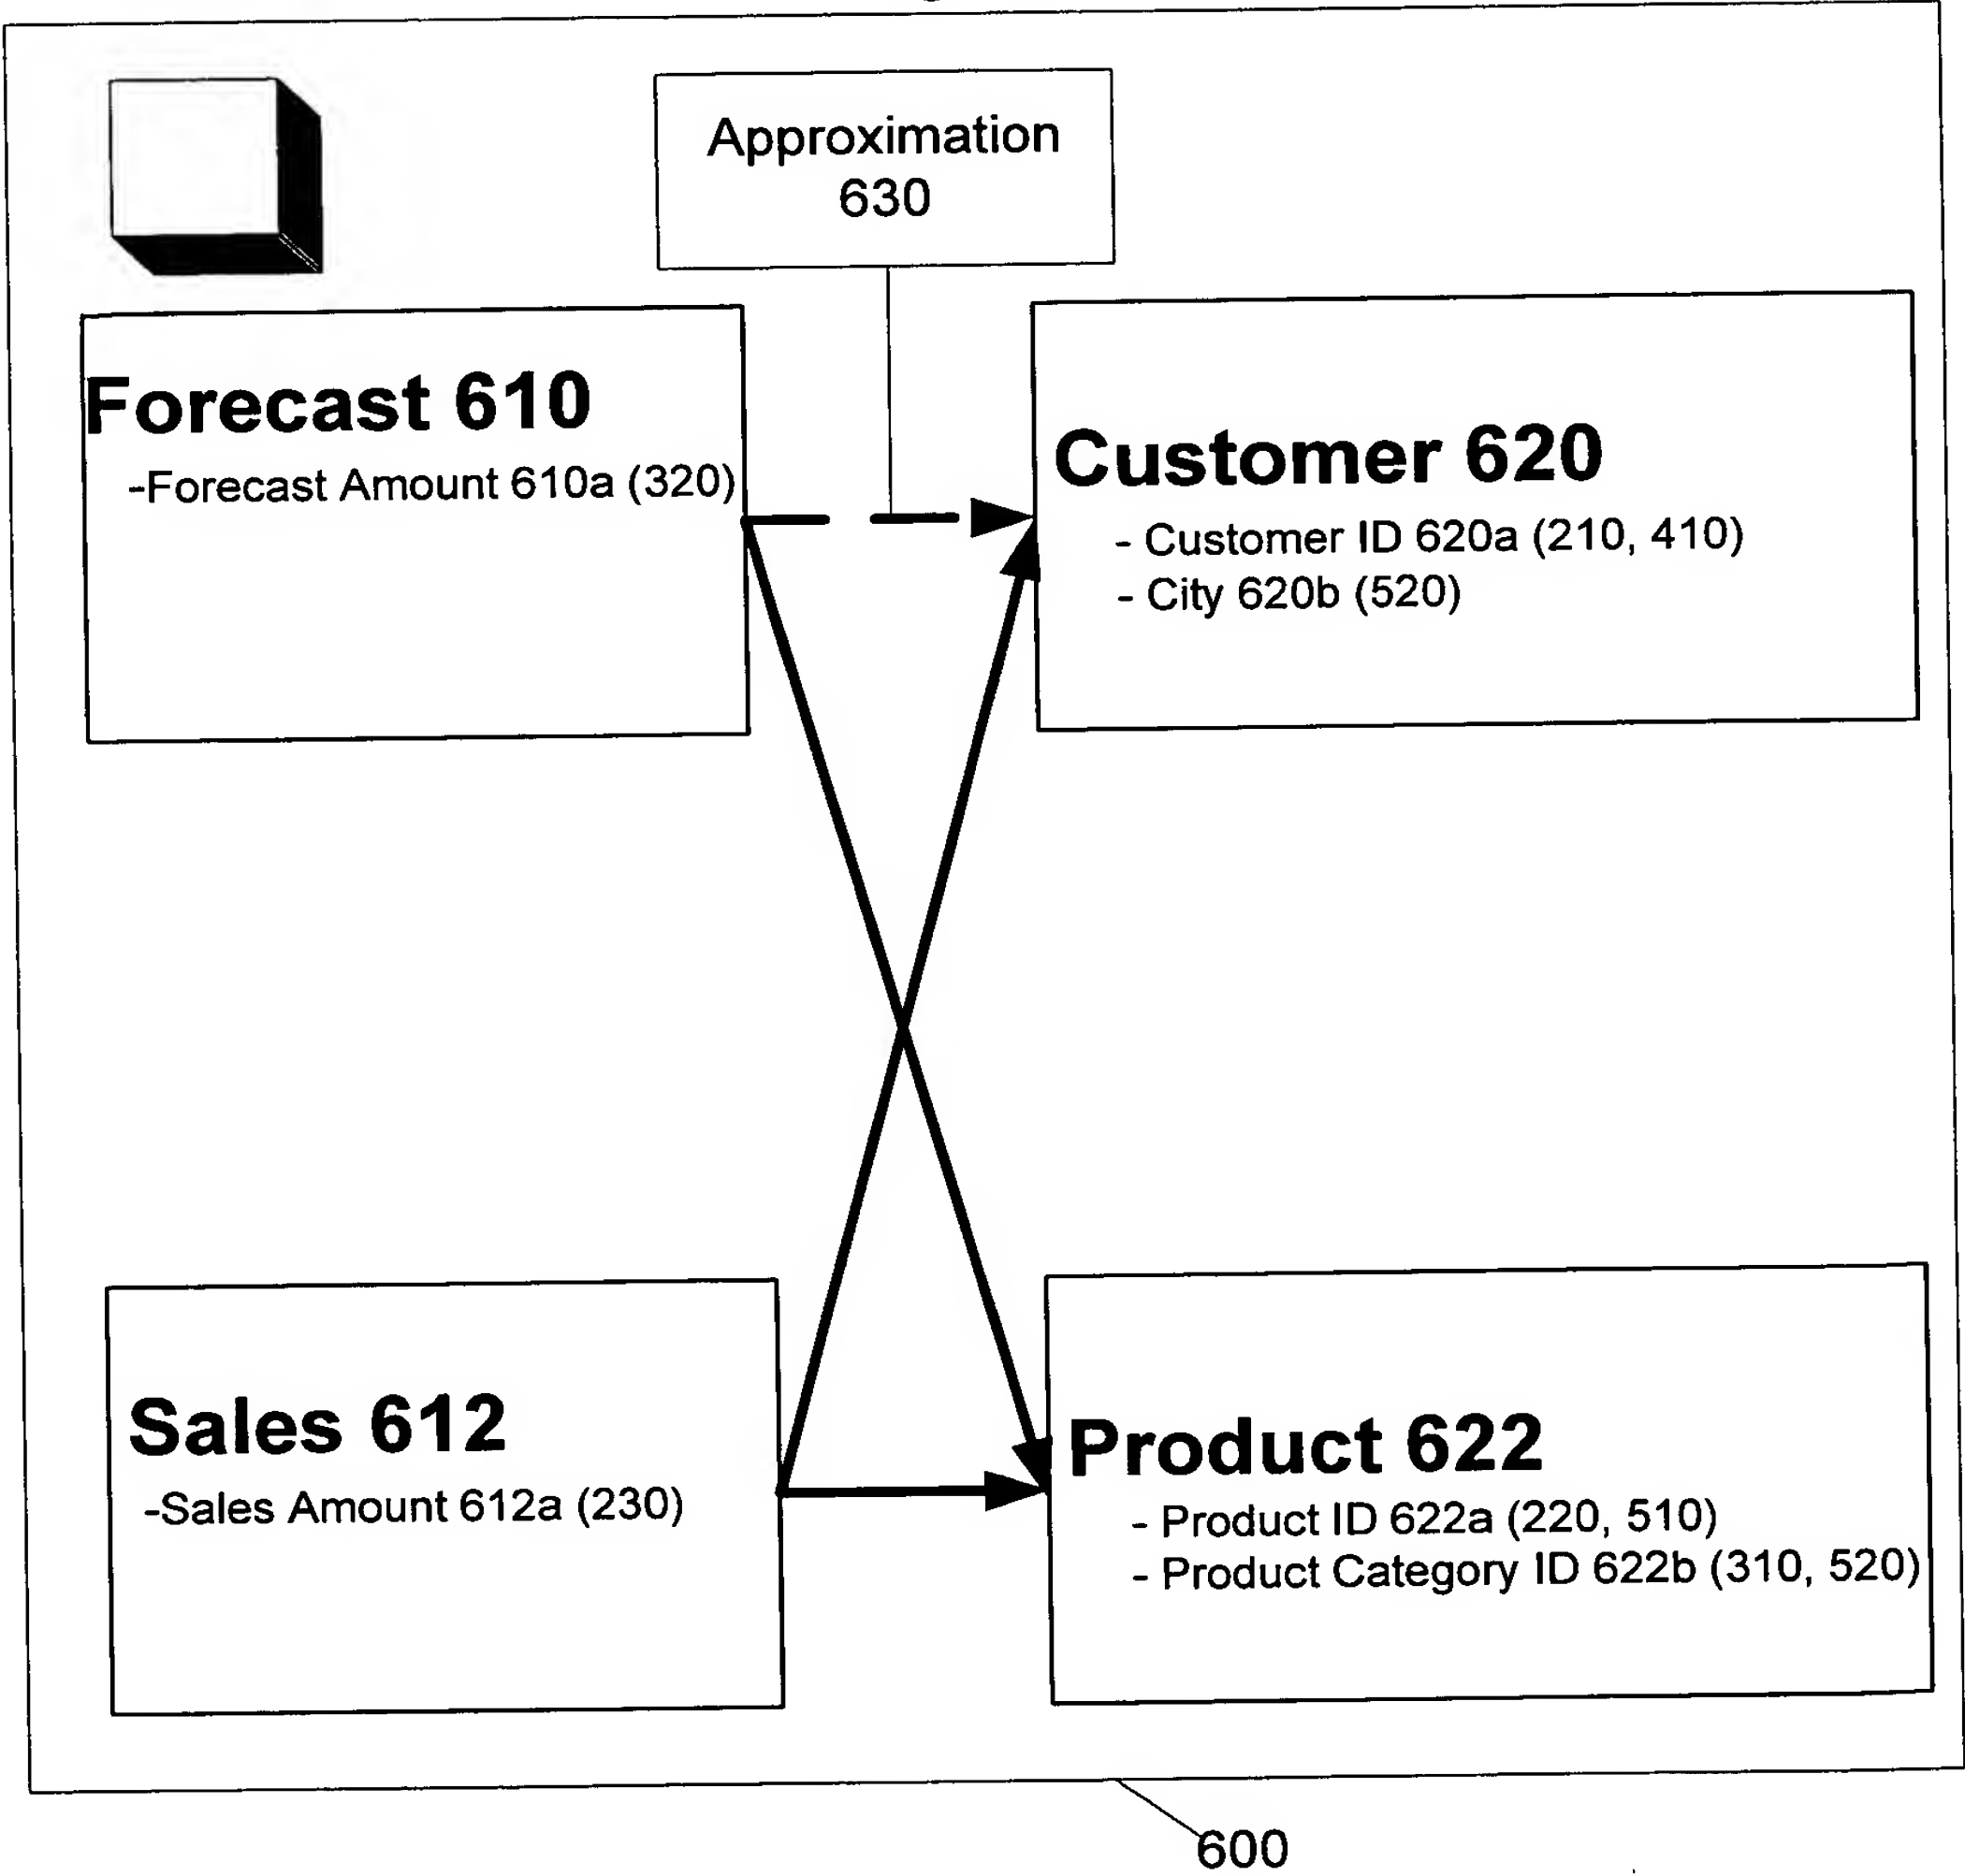 Approximation
630
Forecast 610
-Forecast Amount 610a (320)
Customer 620
- Customer ID 620a (210, 410)
- City 620b (520)
Sales 612
-Sales Amount 612a (230)
Product 622
- Product ID 622a (220, 510)
- Product Category ID 622b (310, 520)
600